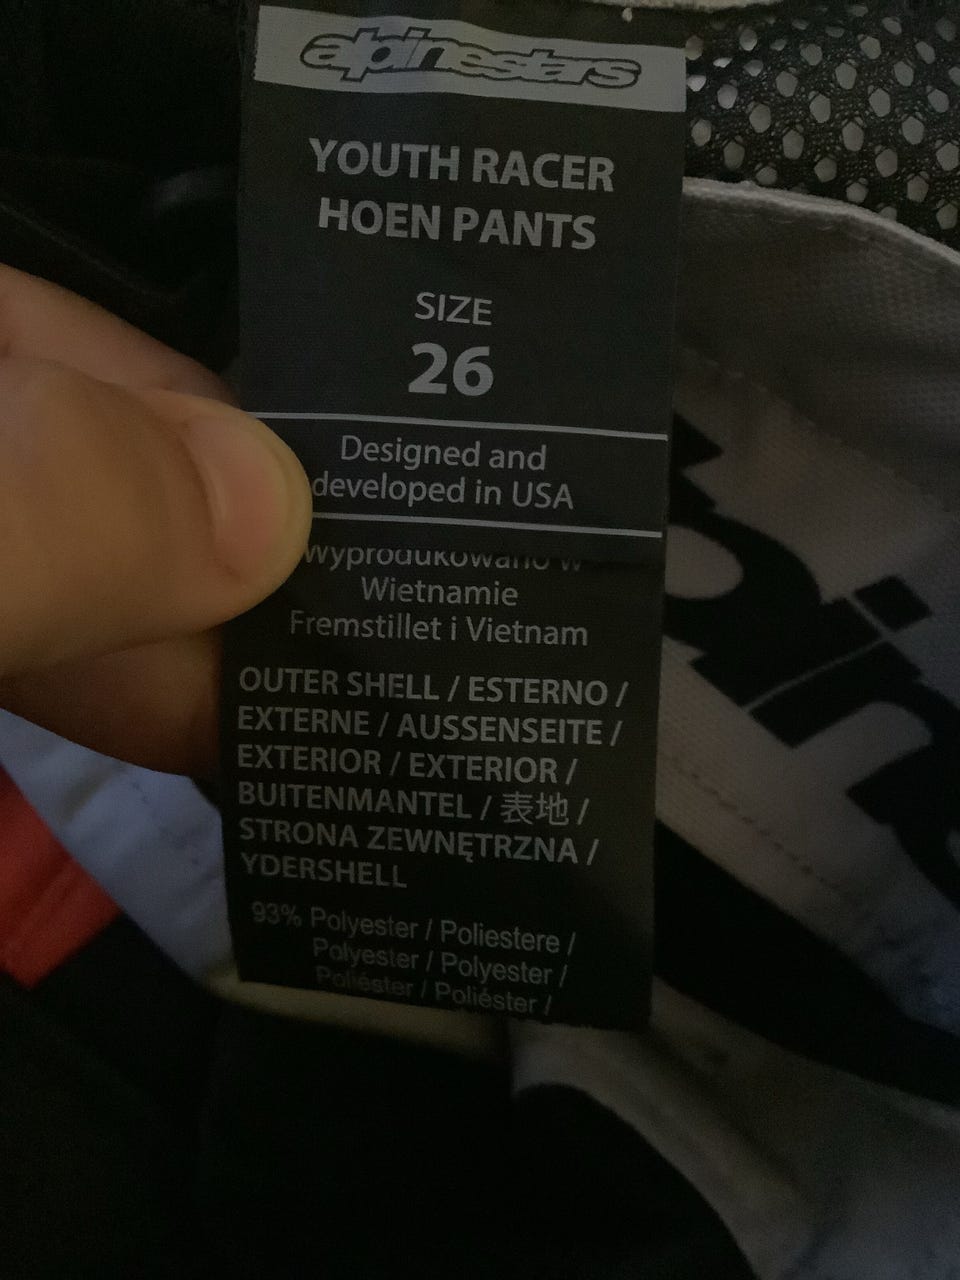 alpinestars
YOUTH RACER
HOEN PANTS
SIZE
26
Designed and
developed in USA
wyprodukowano w
Wietnamie
Fremstillet i Vietnam
OUTER SHELL / ESTERNO /
EXTERNE / AUSSENSEITE /
EXTERIOR / EXTERIOR /
BUITENMANTEL / 表地 /
STRONA ZEWNĘTRZNA /
YDERSHELL
93% Polyester / Poliestere /
Polyester / Polyester /
Poliéster / Poliéster /